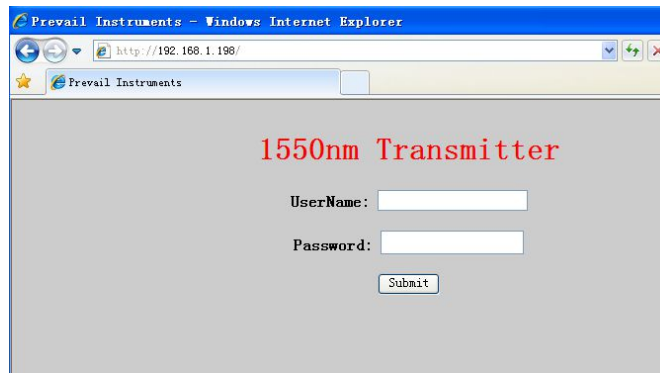 Prevail Instruments - Windows Internet Explorer
http://192.168.1.198/
Prevail Instruments
1550nm Transmitter
UserName:
Password:
Submit